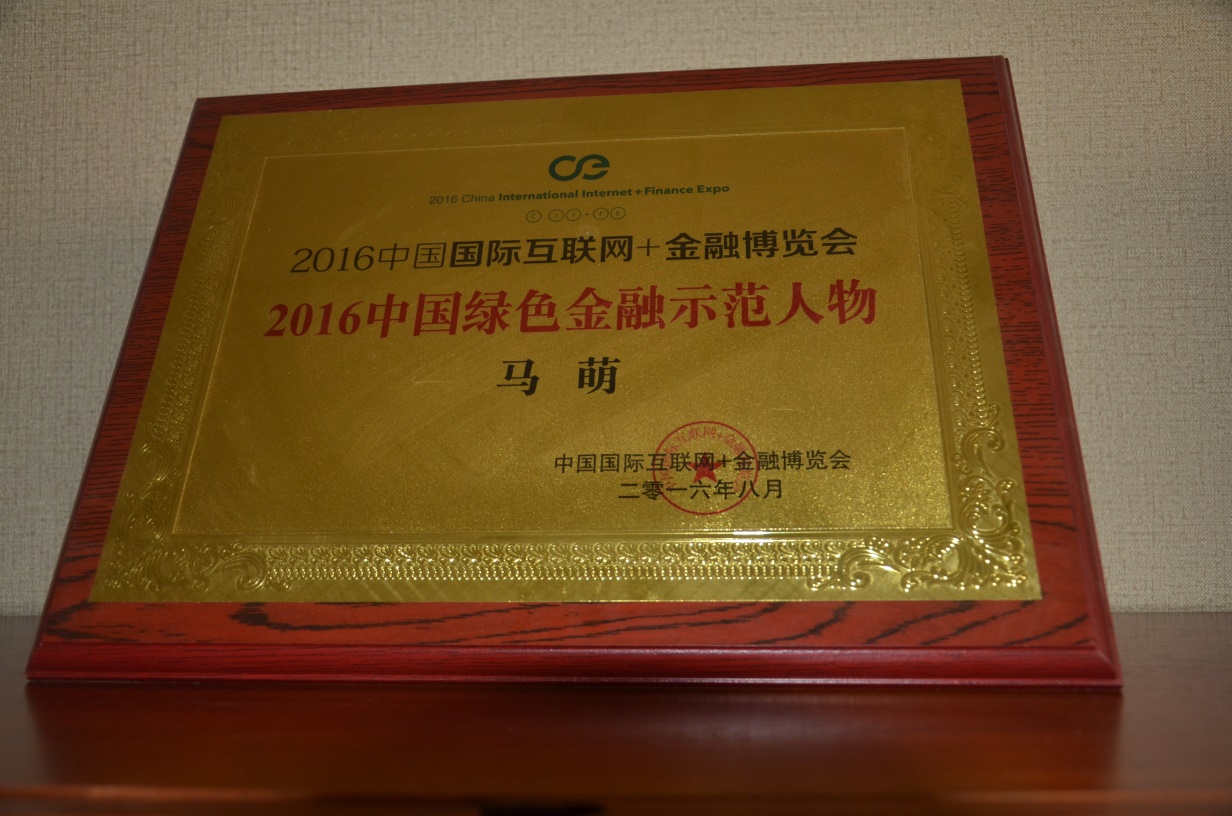 2016 China International Internet + Finance Expo
2016中国国际互联网+金融博览会
2016中国绿色金融示范人物
马 萌
中国国际互联网+金融博览会
二零一六年八月